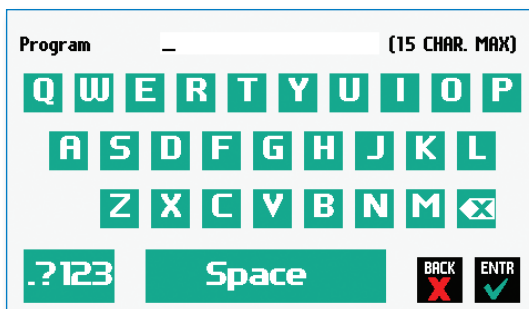 Program _ (15 CHAR. MAX)
Q W E R T Y U I O P
A S D F G H J K L
Z X C V B N M X
.?123 Space BACK X ENTR